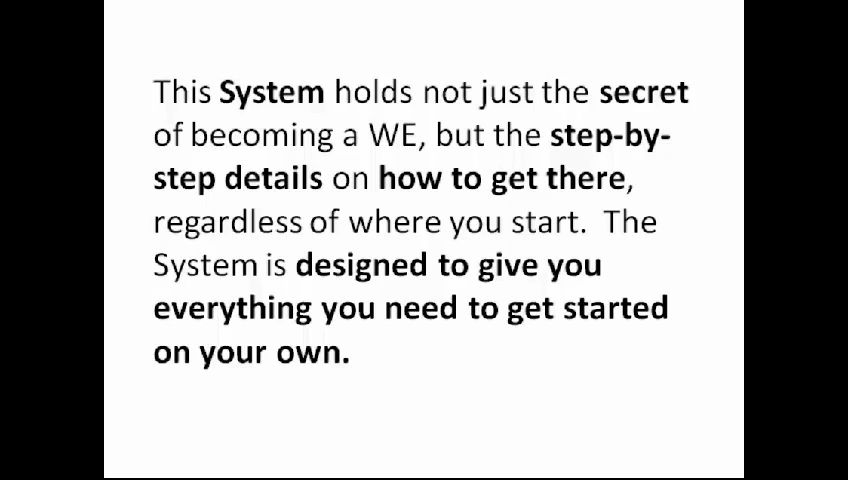 This System holds not just the secret
of becoming a WE, but the step-by-
step details on how to get there,
regardless of where you start.  The
System is designed to give you
everything you need to get started
on your own.